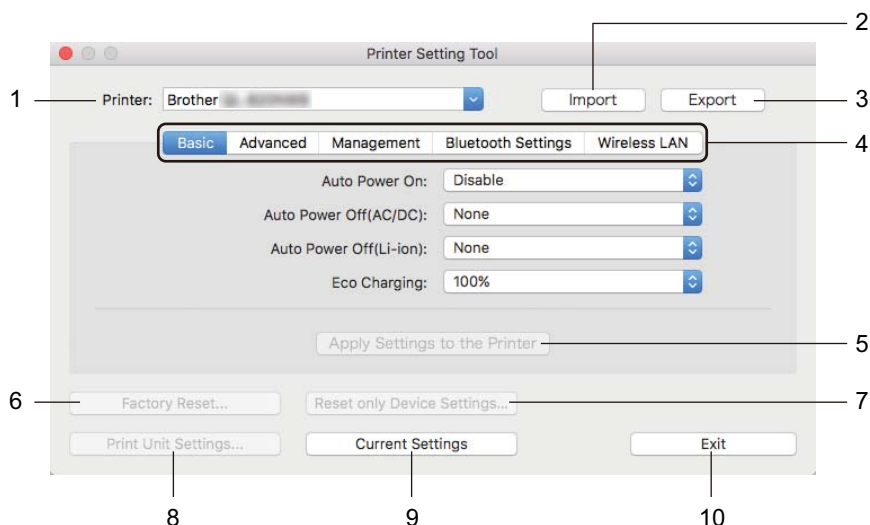 2
Printer Setting Tool
1 Printer: Brother Import Export 3
Basic Advanced Management Bluetooth Settings Wireless LAN 4
Auto Power On: Disable
Auto Power Off(AC/DC): None
Auto Power Off(Li-ion): None
Eco Charging: 100%
Apply Settings to the Printer 5
6 Factory Reset... Reset only Device Settings... 7
Print Unit Settings... Current Settings Exit
8 9 10